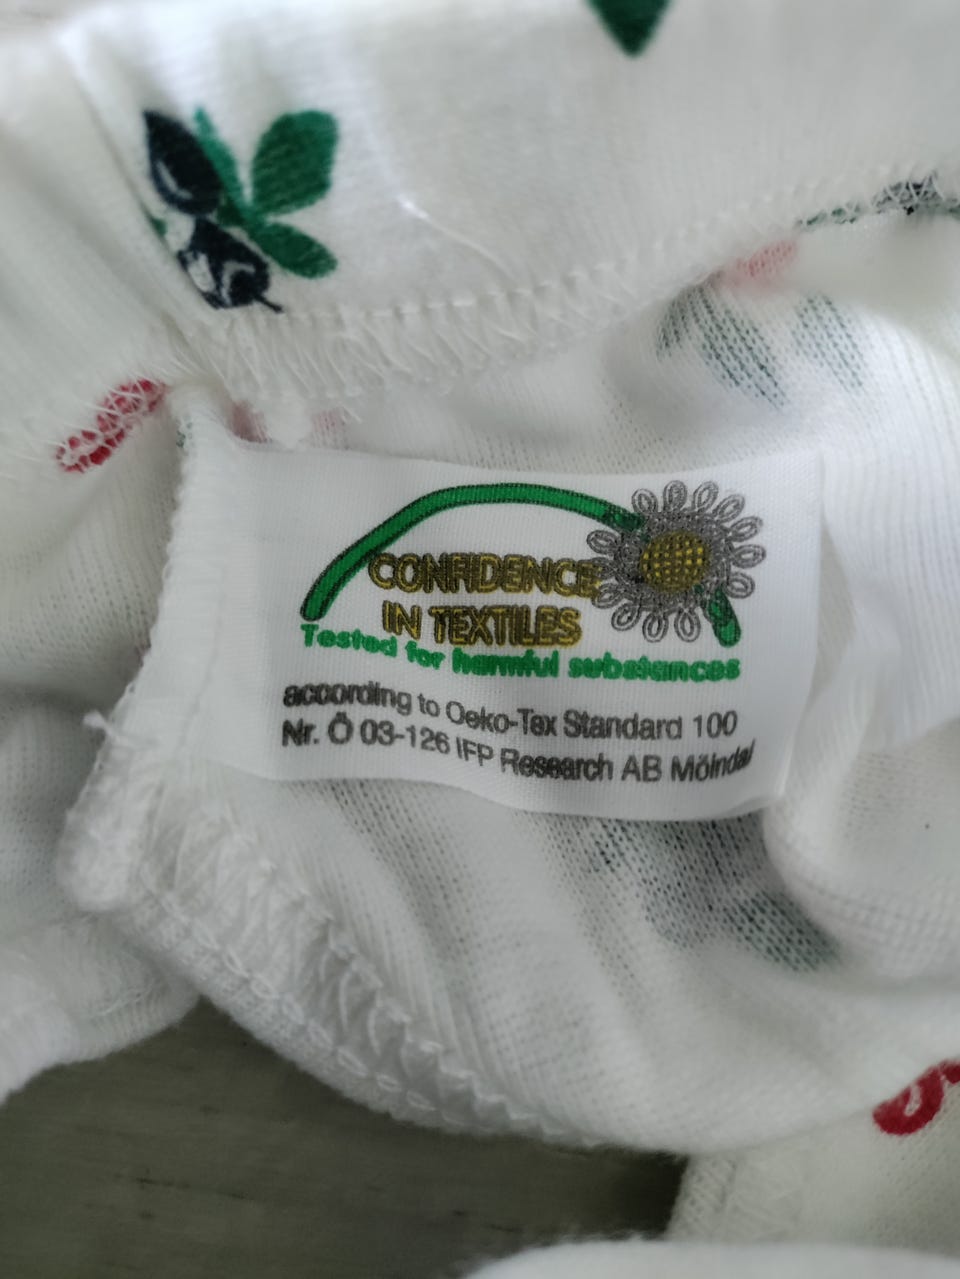 CONFIDENCE
IN TEXTILES
Tested for harmful substances
according to Oeko-Tex Standard 100
Nr. Ö 03-126 IFP Research AB Mölndal